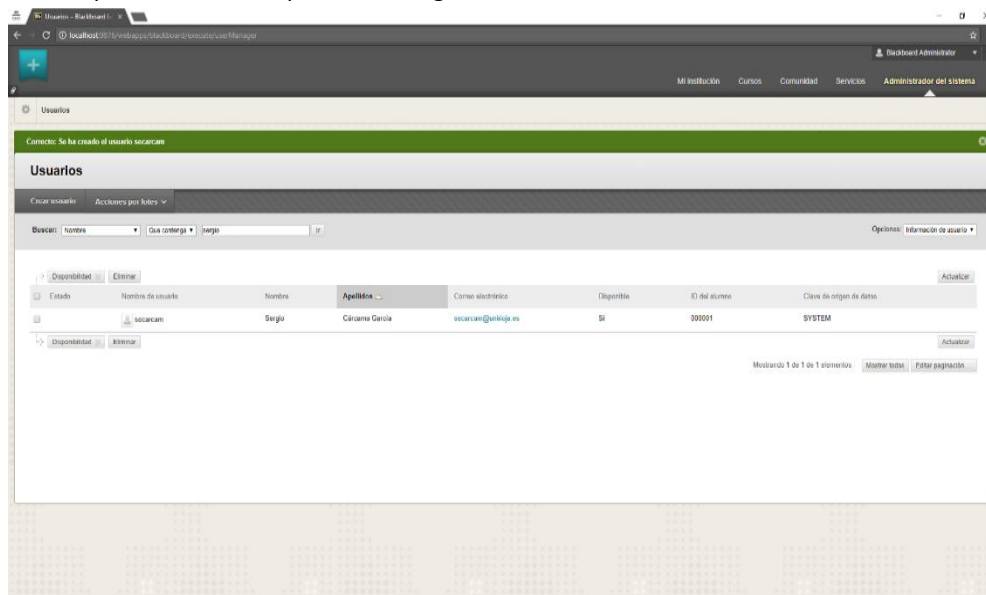 Usuarios – Blackboard L
localhost:9876/webapps/blackboard/execute/userManager
Blackboard Administrator
Mi Institución Cursos Comunidad Servicios Administrador del sistema
Usuarios
Correcto: Se ha creado el usuario secarcam
Usuarios
Crear usuario Acciones por lotes
Buscar: Nombre Que contenga sergio Ir Opciones: Información de usuario
Disponibilidad Eliminar Actualizar
Estado Nombre de usuario Nombre Apellidos Correo electrónico Disponible ID del alumno Clave de origen de datos
secarcam Sergio Cárcamo García secarcam@unirioja.es Sí 000001 SYSTEM
Disponibilidad Eliminar Actualizar
Mostrando 1 de 1 de 1 elementos Mostrar todos Editar paginación...